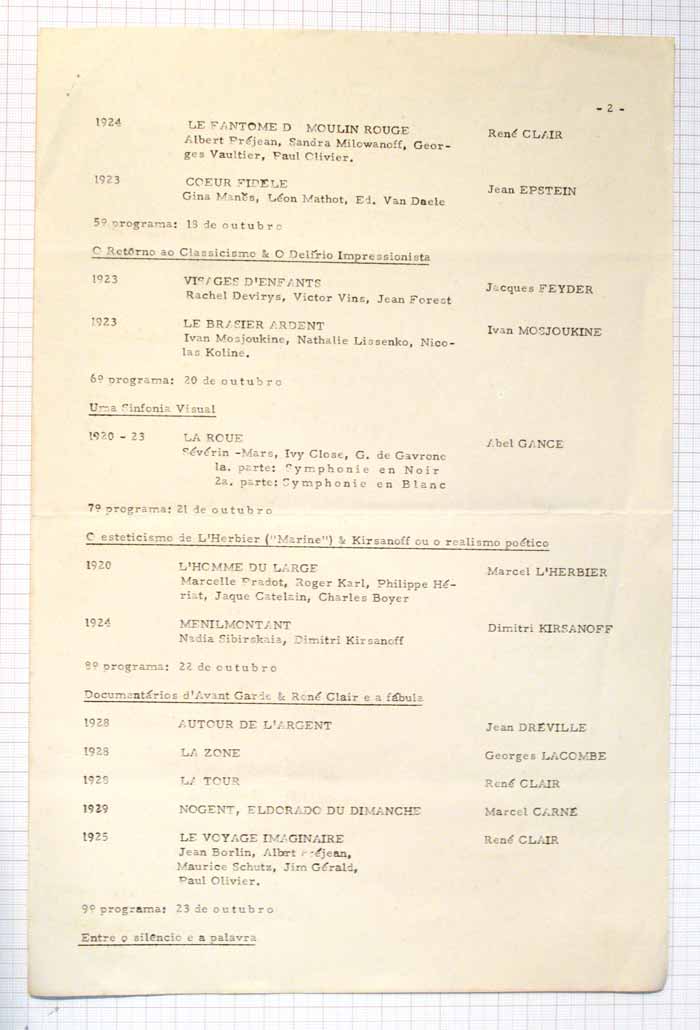 - 2 -
1924 LE FANTOME D MOULIN ROUGE René CLAIR
Albert Préjean, Sandra Milowanoff, Geor-
ges Vaultier, Paul Olivier.
1923 COEUR FIDÈLE Jean EPSTEIN
Gina Manès, Léon Mathot, Ed. Van Daele
5º programa: 18 de outubro
O Retôrno ao Classicismo & O Delírio Impressionista
1923 VISAGES D'ENFANTS Jacques FEYDER
Rachel Devirys, Victor Vins, Jean Forest
1923 LE BRASIER ARDENT Ivan MOSJOUKINE
Ivan Mosjoukine, Nathalie Lissenko, Nico-
las Koline.
6º programa: 20 de outubro
Uma Sinfonia Visual
1920 - 23 LA ROUE Abel GANCE
Sévérin -Mars, Ivy Close, G. de Gavrone
1a. parte: Symphonie en Noir
2a. parte: Symphonie en Blanc
7º programa: 21 de outubro
O esteticismo de L'Herbier ("Marine") & Kirsanoff ou o realismo poético
1920 L'HOMME DU LARGE Marcel L'HERBIER
Marcelle Pradot, Roger Karl, Philippe Hé-
riat, Jaque Catelain, Charles Boyer
1924 MENILMONTANT Dimitri KIRSANOFF
Nadia Sibirskaia, Dimitri Kirsanoff
8º programa: 22 de outubro
Documentários d'Avant Garde & René Clair e a fábula
1928 AUTOUR DE L'ARGENT Jean DRÉVILLE
1928 LA ZONE Georges LACOMBE
1928 LA TOUR René CLAIR
1929 NOGENT, ELDORADO DU DIMANCHE Marcel CARNÉ
1925 LE VOYAGE IMAGINAIRE René CLAIR
Jean Borlin, Albrt Préjean,
Maurice Schutz, Jim Gérald,
Paul Olivier.
9º programa: 23 de outubro
Entre o silêncio e a palavra